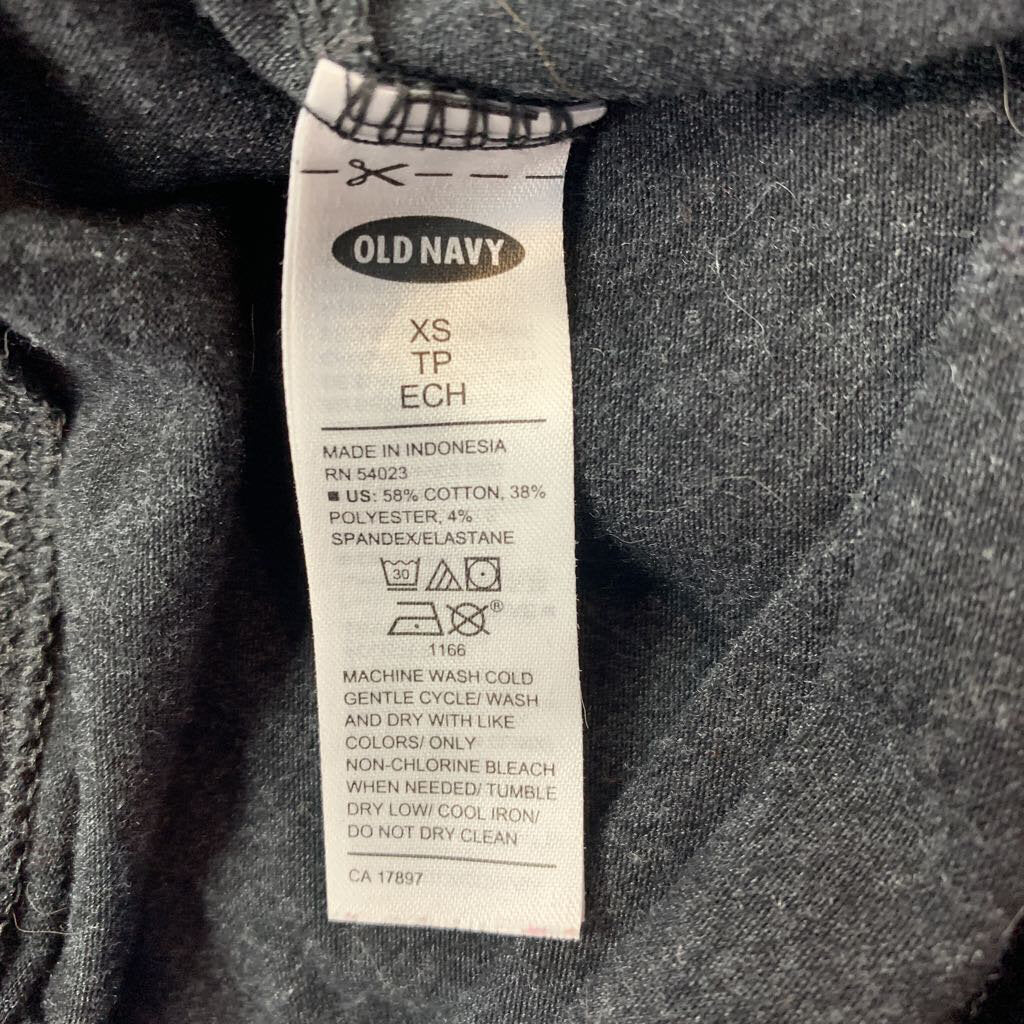 OLD NAVY
XS
TP
ECH
MADE IN INDONESIA
RN 54023
■ US: 58% COTTON, 38%
POLYESTER, 4%
SPANDEX/ELASTANE
30
®
1166
MACHINE WASH COLD
GENTLE CYCLE/ WASH
AND DRY WITH LIKE
COLORS/ ONLY
NON-CHLORINE BLEACH
WHEN NEEDED/ TUMBLE
DRY LOW/ COOL IRON/
DO NOT DRY CLEAN
CA 17897